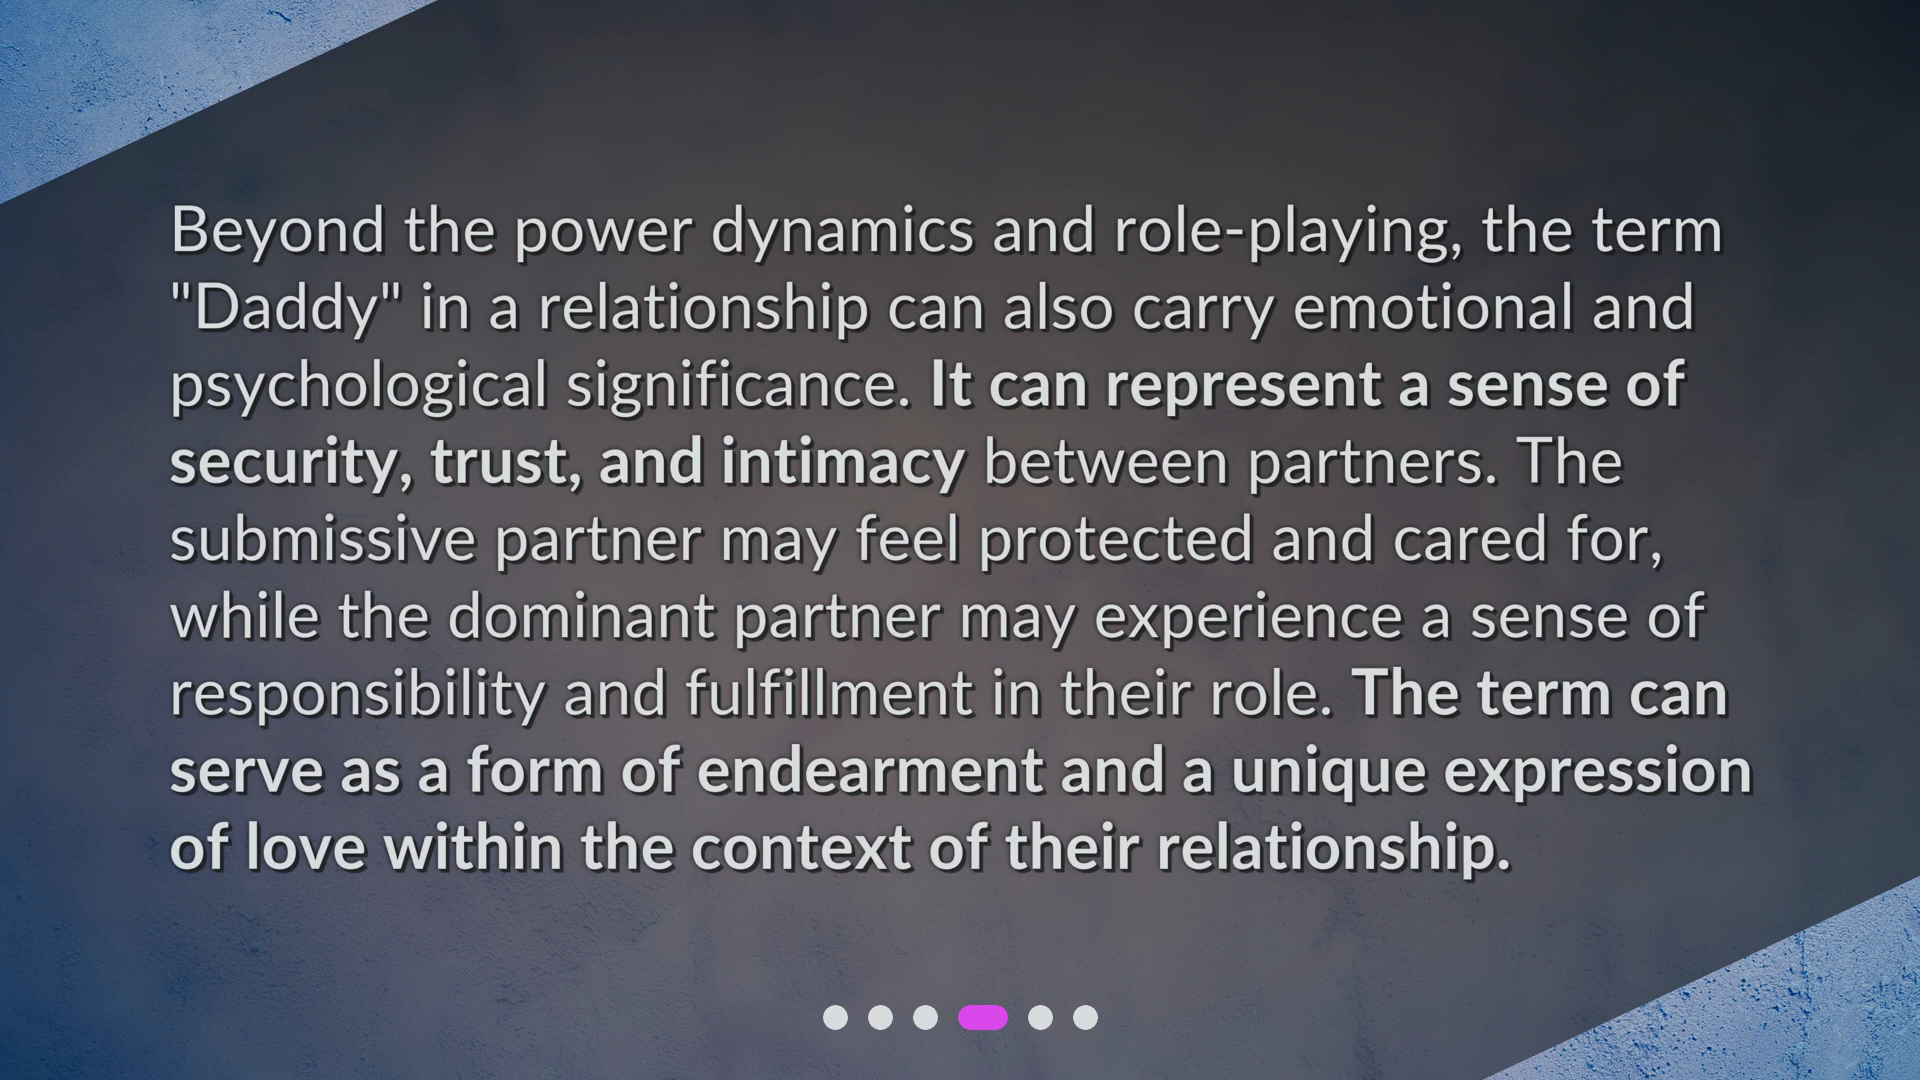 Beyond the power dynamics and role-playing, the term
"Daddy" in a relationship can also carry emotional and
psychological significance. It can represent a sense of
security, trust, and intimacy between partners. The
submissive partner may feel protected and cared for,
while the dominant partner may experience a sense of
responsibility and fulfillment in their role. The term can
serve as a form of endearment and a unique expression
of love within the context of their relationship.